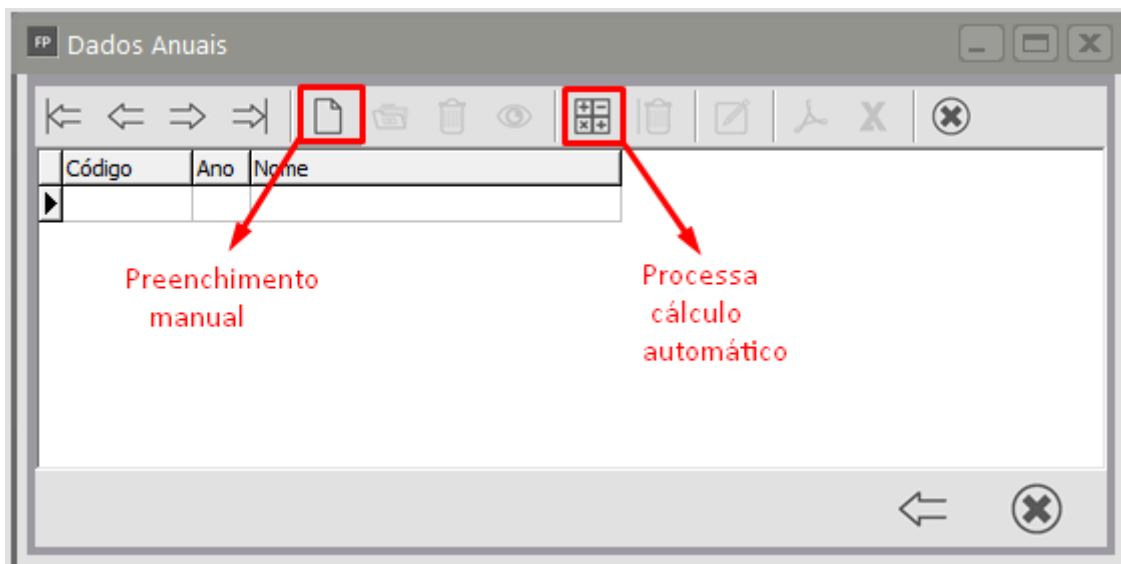 FP Dados Anuais
Código Ano Nome
Preenchimento
manual
Processa
cálculo
automático